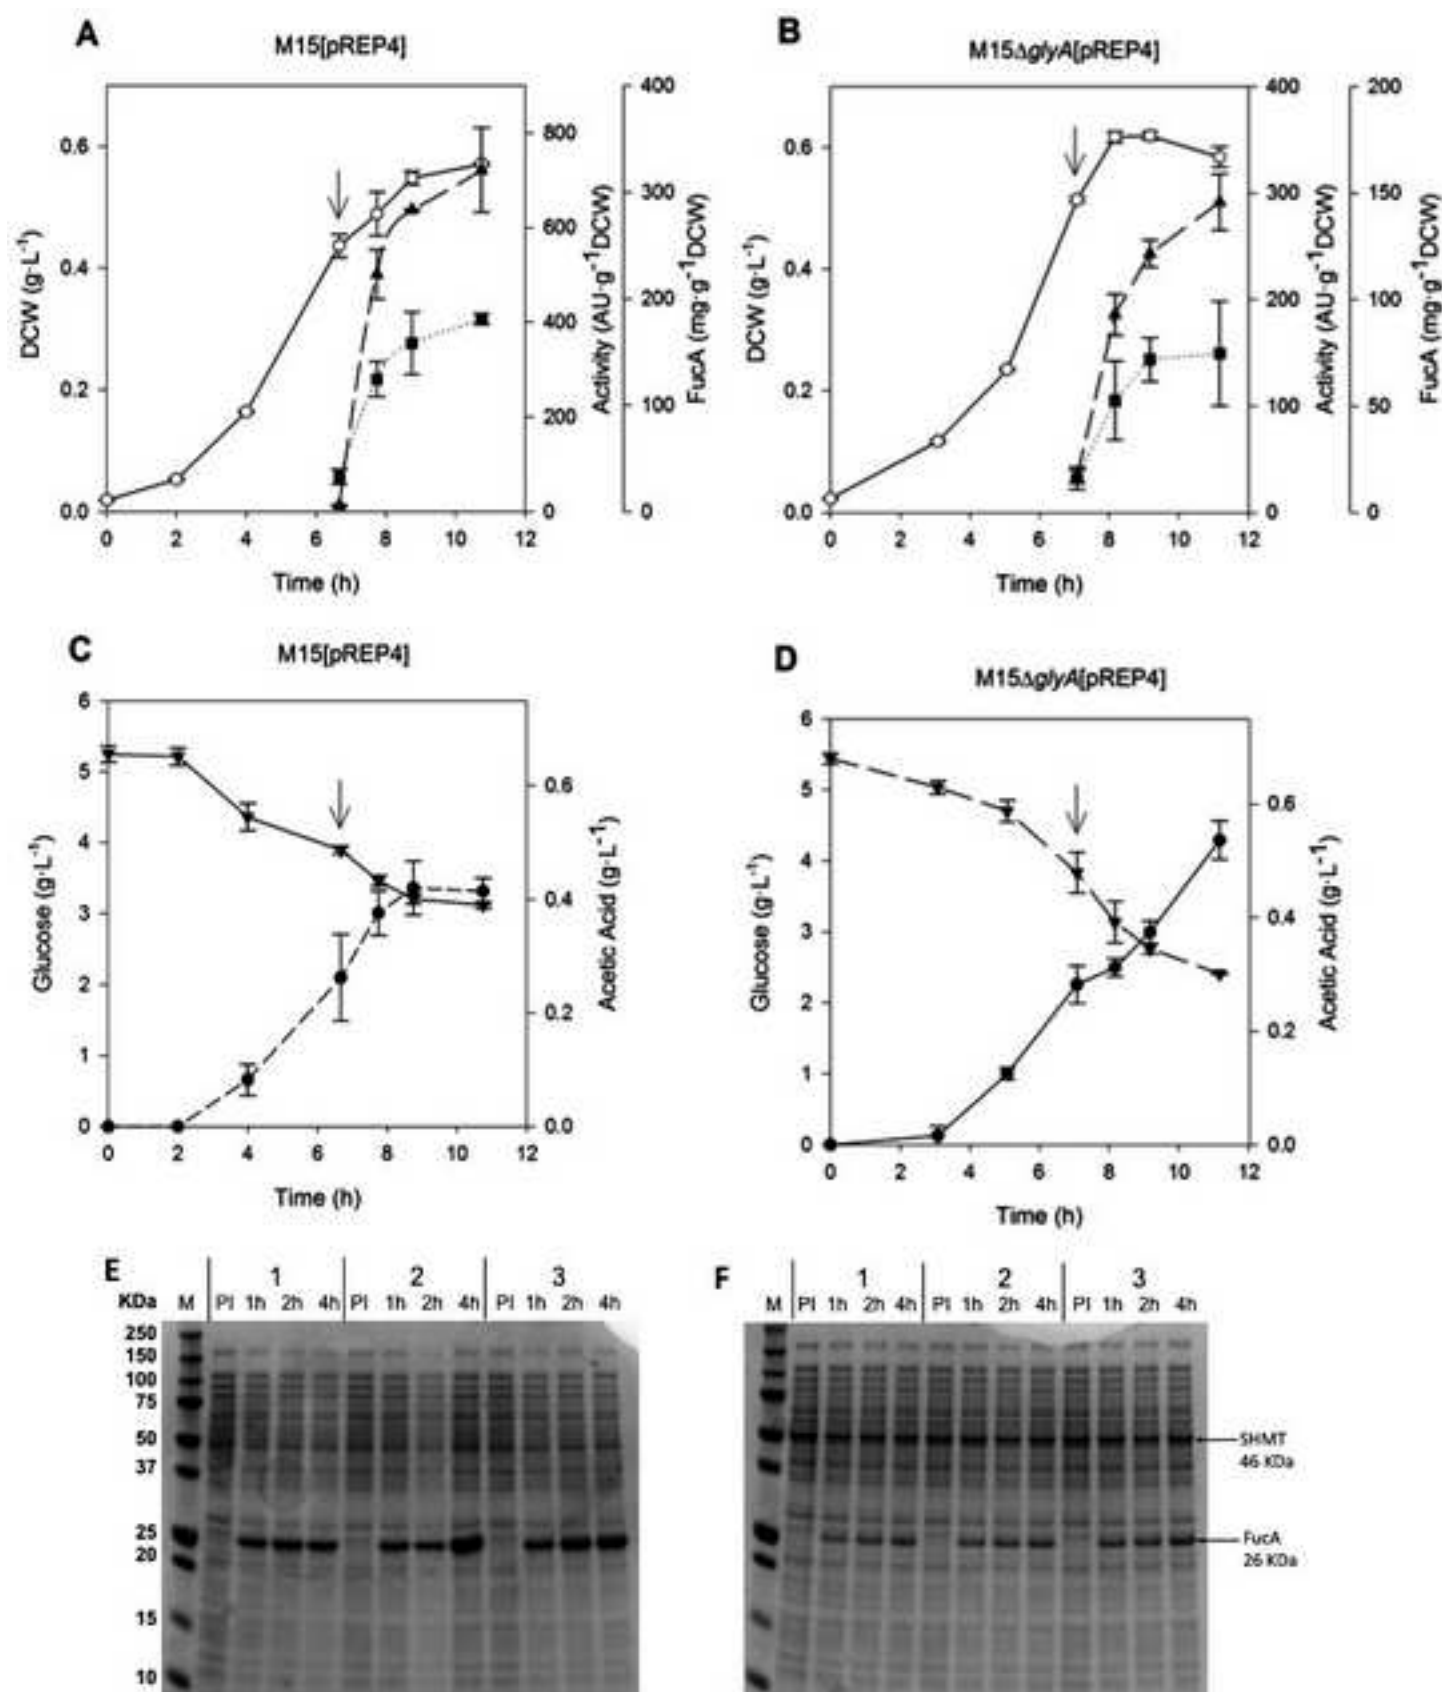 A
M15[pREP4]
B
M15ΔglyA[pREP4]
DCW (g·L⁻¹)
0.6
0.4
0.2
0.0
0 2 4 6 8 10 12
Time (h)
800
600
400
200
0
Activity (AU·g⁻¹DCW)
400
300
200
100
0
FucA (mg·g⁻¹DCW)
DCW (g·L⁻¹)
0.6
0.4
0.2
0.0
0 2 4 6 8 10 12
Time (h)
400
300
200
100
0
Activity (AU·g⁻¹DCW)
200
150
100
50
0
FucA (mg·g⁻¹DCW)
C
M15[pREP4]
D
M15ΔglyA[pREP4]
Glucose (g·L⁻¹)
6
5
4
3
2
1
0
0 2 4 6 8 10 12
Time (h)
0.6
0.4
0.2
0.0
Acetic Acid (g·L⁻¹)
Glucose (g·L⁻¹)
6
5
4
3
2
1
0
0 2 4 6 8 10 12
Time (h)
0.6
0.4
0.2
0.0
Acetic Acid (g·L⁻¹)
E
1 2 3
KDa M PI 1h 2h 4h PI 1h 2h 4h PI 1h 2h 4h
250
150
100
75
50
37
25
20
15
10
F
1 2 3
M PI 1h 2h 4h PI 1h 2h 4h PI 1h 2h 4h
SHMT
46 KDa
FucA
26 KDa